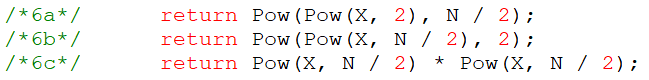 /*6a*/ return Pow(Pow(X, 2), N / 2);
/*6b*/ return Pow(Pow(X, N / 2), 2);
/*6c*/ return Pow(X, N / 2) * Pow(X, N / 2);